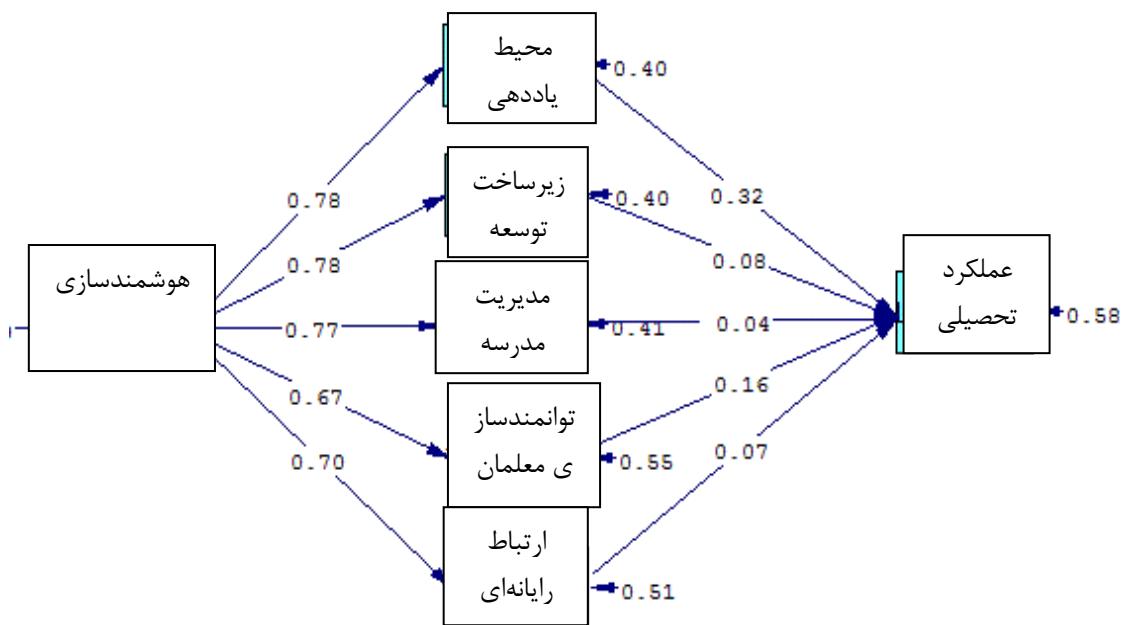 محیط
یاددهی
0.40
0.78
0.32
زیرساخت
توسعه
0.40
0.78
0.08
هوشمندسازی
مدیریت
مدرسه
0.77
0.41
0.04
عملکرد
تحصیلی
0.58
0.67
0.16
توانمندساز
ی معلمان
0.55
0.70
0.07
ارتباط
رایانه‌ای
0.51